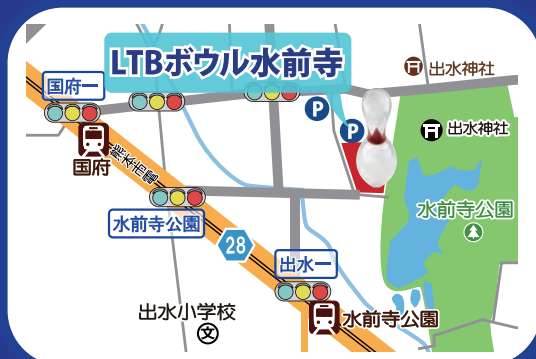 LTBボウル水前寺
出水神社
国府一
P
P
出水神社
国府
熊本市電
水前寺公園
水前寺公園
28
出水一
出水小学校
文
水前寺公園